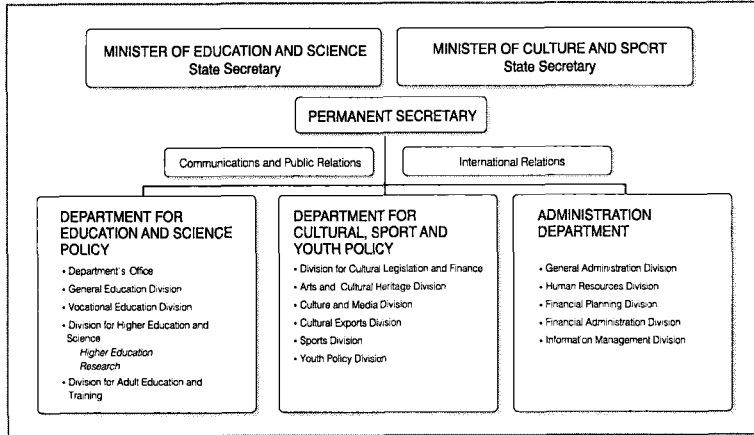 MINISTER OF EDUCATION AND SCIENCE
State Secretary
MINISTER OF CULTURE AND SPORT
State Secretary
PERMANENT SECRETARY
Communications and Public Relations
International Relations
DEPARTMENT FOR
EDUCATION AND SCIENCE
POLICY
• Department's Office
• General Education Division
• Vocational Education Division
• Division for Higher Education and
Science
Higher Education
Research
• Division for Adult Education and
Training
DEPARTMENT FOR
CULTURAL, SPORT AND
YOUTH POLICY
• Division for Cultural Legislation and Finance
• Arts and Cultural Heritage Division
• Culture and Media Division
• Cultural Exports Division
• Sports Division
• Youth Policy Division
ADMINISTRATION
DEPARTMENT
• General Administration Division
• Human Resources Division
• Financial Planning Division
• Financial Administration Division
• Information Management Division